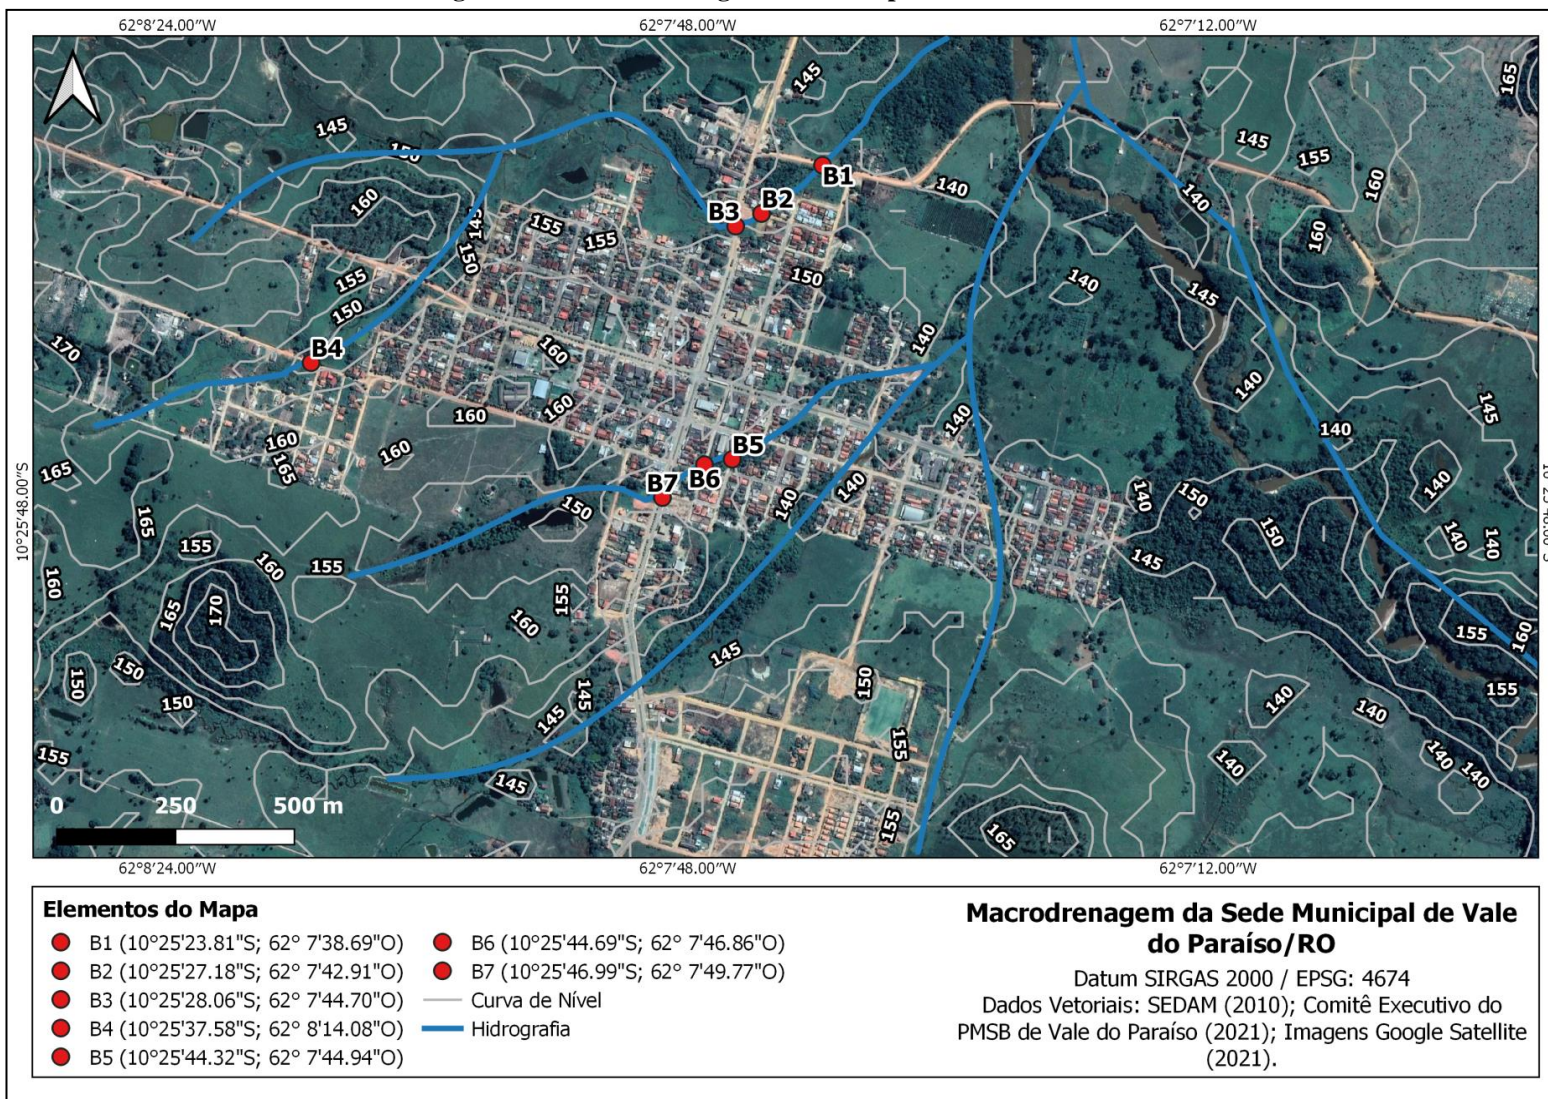 62°8'24.00"W 62°7'48.00"W 62°7'12.00"W
145
165
145
150
145
155
B1
140
160
140
160
B2
B3
145
155
155
160
150
155
150
140
145
150
140
170
B4
160
140
160
160
145
140
160
160
165
165
B5
140
140
B6
140
140
140
150
B7
10°25'48.00"S
150
165
150
140
140
155
160
155
145
160
165
170
155
160
155
160
150
150
145
150
155
150
145
145
140
140
155
155
140
140
140
145
155
165
0 250 500 m
62°8'24.00"W 62°7'48.00"W 62°7'12.00"W
Elementos do Mapa
B1 (10°25'23.81"S; 62° 7'38.69"O)
B2 (10°25'27.18"S; 62° 7'42.91"O)
B3 (10°25'28.06"S; 62° 7'44.70"O)
B4 (10°25'37.58"S; 62° 8'14.08"O)
B5 (10°25'44.32"S; 62° 7'44.94"O)
B6 (10°25'44.69"S; 62° 7'46.86"O)
B7 (10°25'46.99"S; 62° 7'49.77"O)
Curva de Nível
Hidrografia
Macrodrenagem da Sede Municipal de Vale
do Paraíso/RO
Datum SIRGAS 2000 / EPSG: 4674
Dados Vetoriais: SEDAM (2010); Comitê Executivo do
PMSB de Vale do Paraíso (2021); Imagens Google Satellite
(2021).